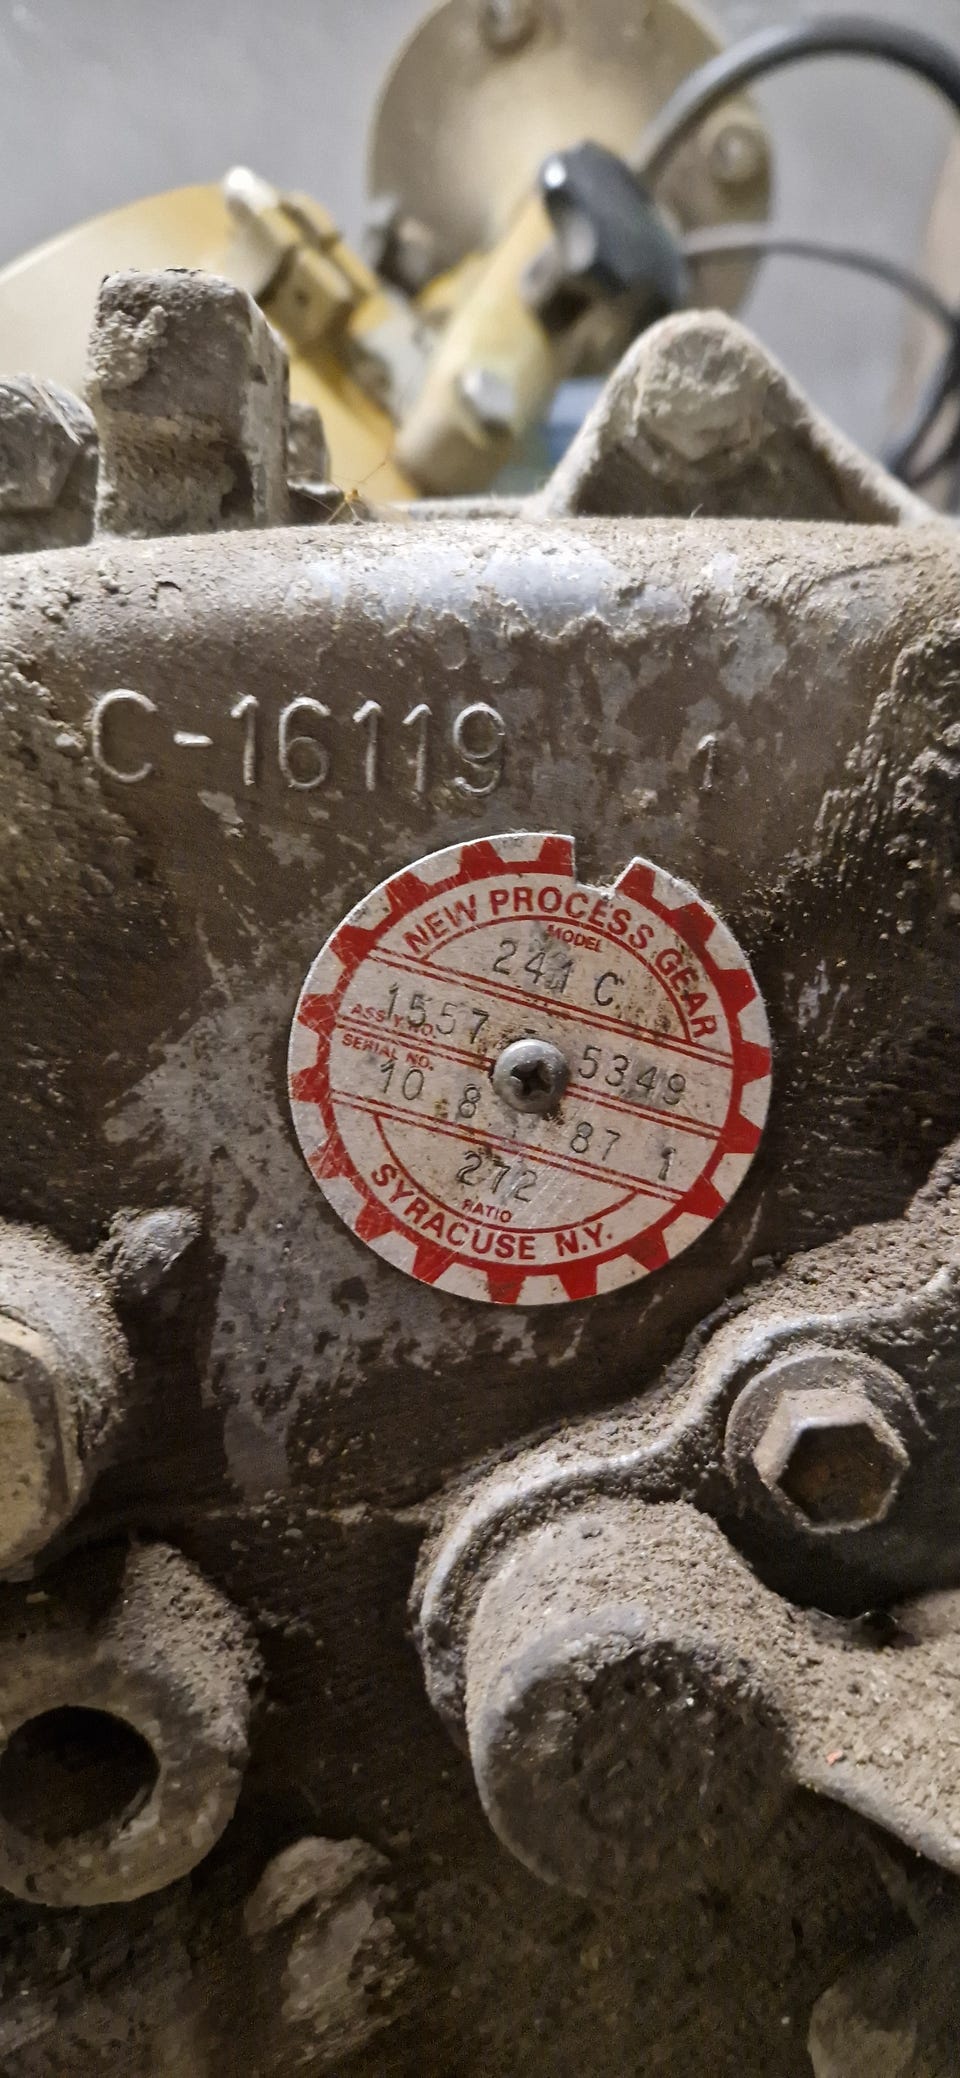 C-16119 1
NEW PROCESS GEAR
MODEL
241 C
1557 5349
ASS'Y. NO.
SERIAL NO.
10 8 87 1
272
RATIO
SYRACUSE N.Y.